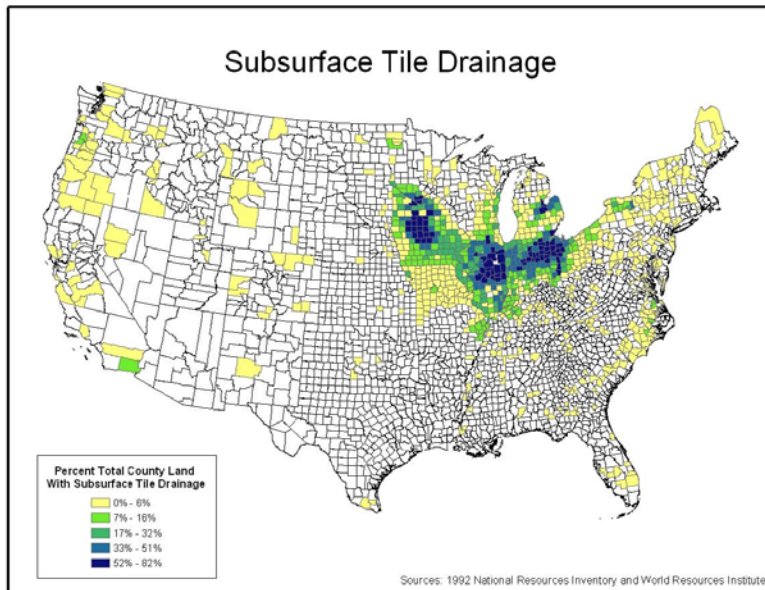 Subsurface Tile Drainage
Percent Total County Land
With Subsurface Tile Drainage
0% - 6%
7% - 16%
17% - 32%
33% - 51%
52% - 82%
Sources: 1992 National Resources Inventory and World Resources Institute